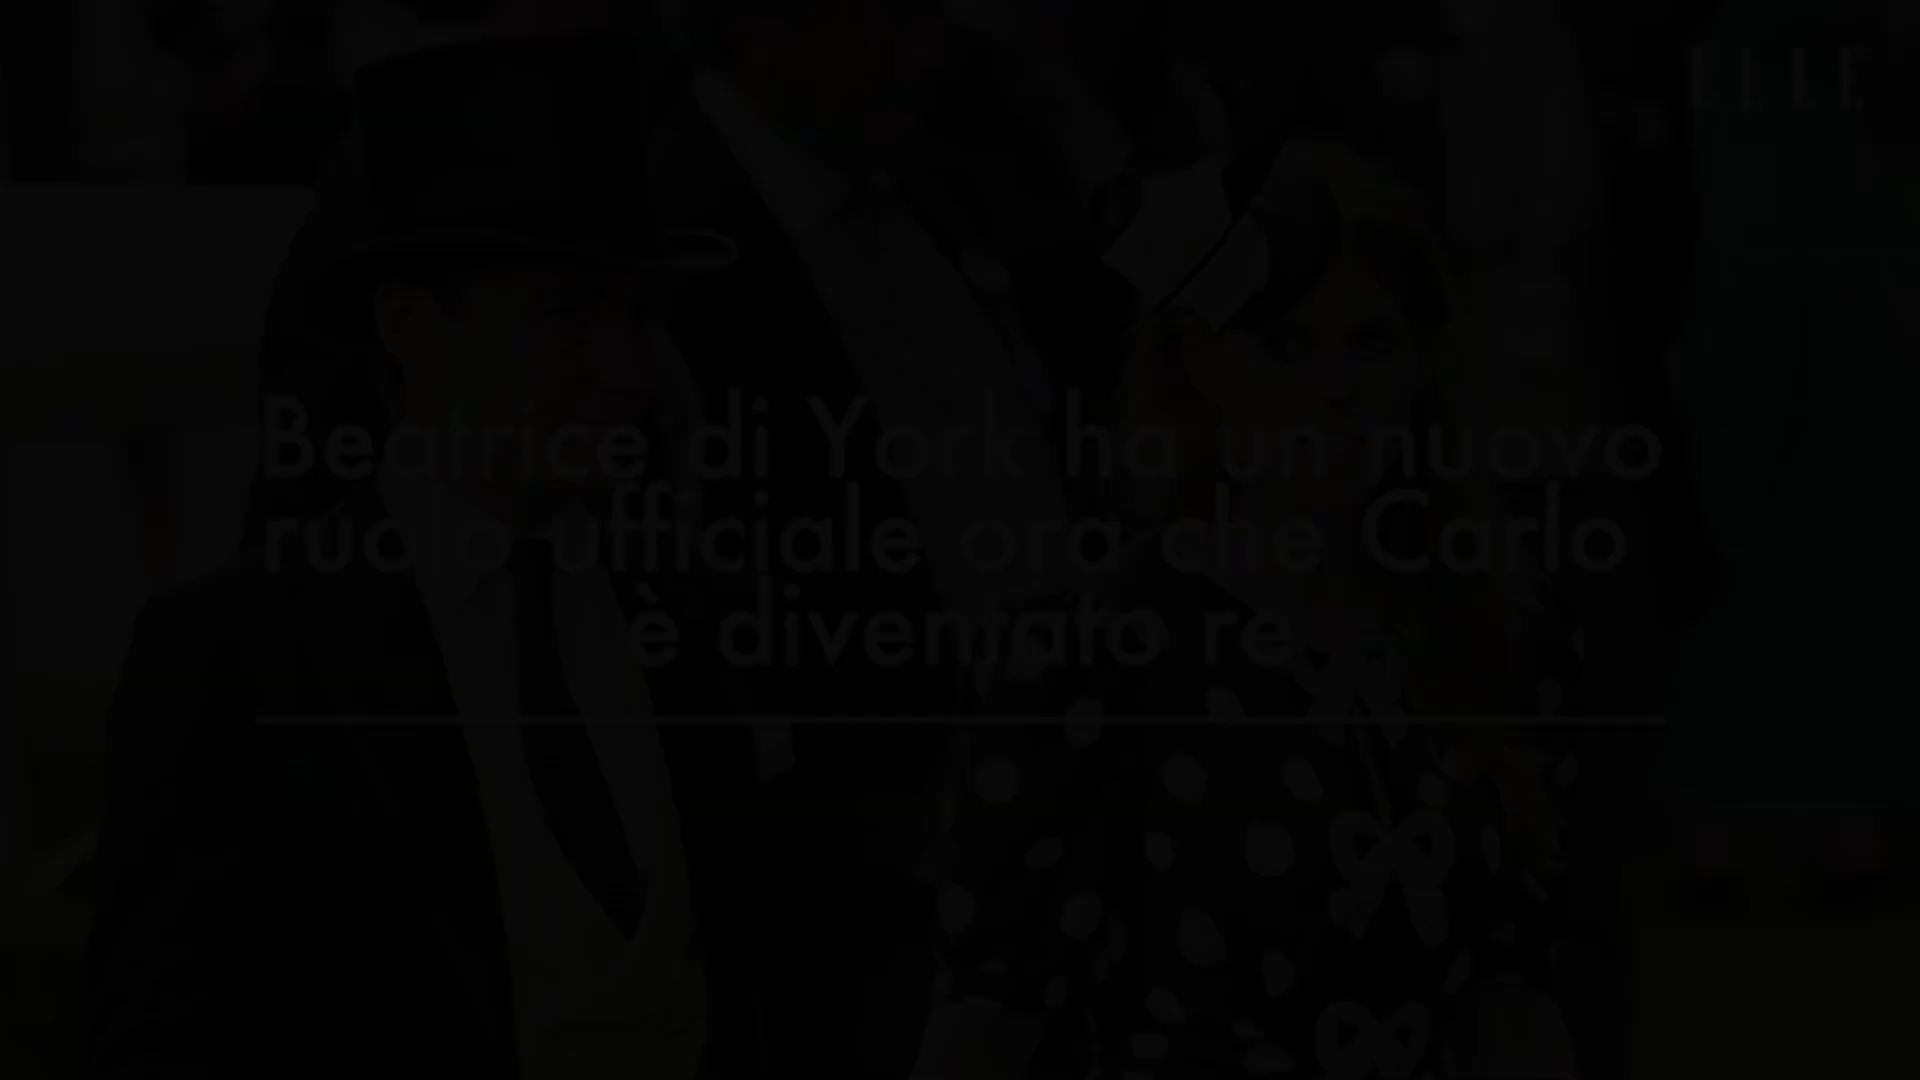 ELLE
Beatrice di York ha un nuovo
ruolo ufficiale ora che Carlo
è diventato re